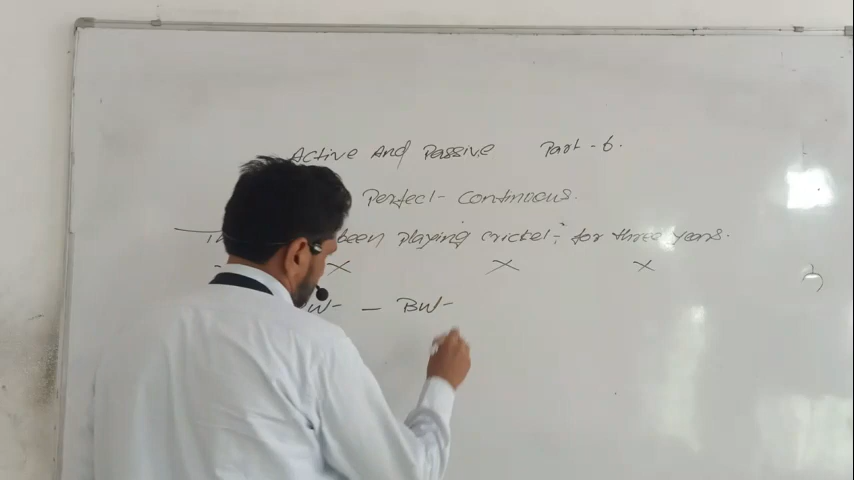 Active And Passive Part-6.
Perfect-Continuous.
been playing cricket for three years.
× × ×
— BW-